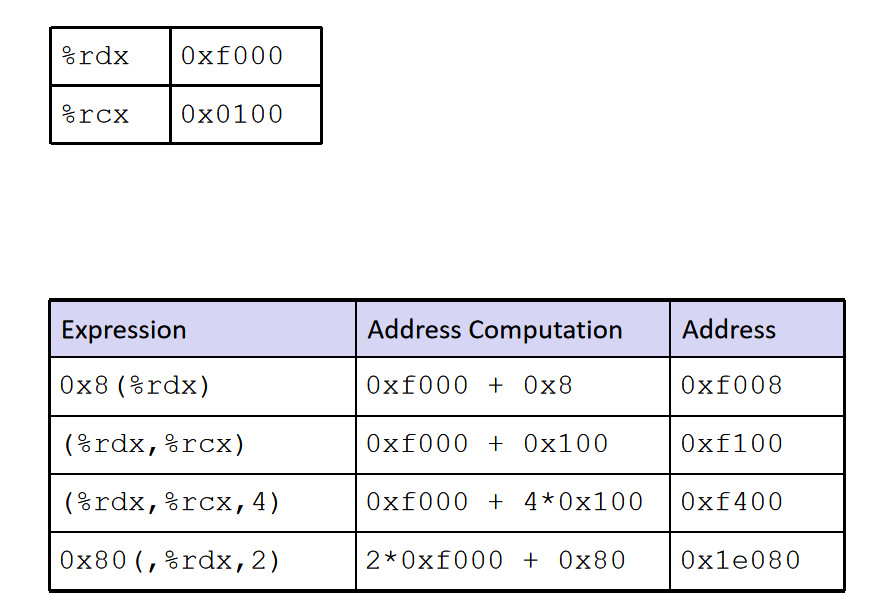 %rdx 0xf000
%rcx 0x0100
Expression Address Computation Address
0x8(%rdx) 0xf000 + 0x8 0xf008
(%rdx,%rcx) 0xf000 + 0x100 0xf100
(%rdx,%rcx,4) 0xf000 + 4*0x100 0xf400
0x80(,%rdx,2) 2*0xf000 + 0x80 0x1e080